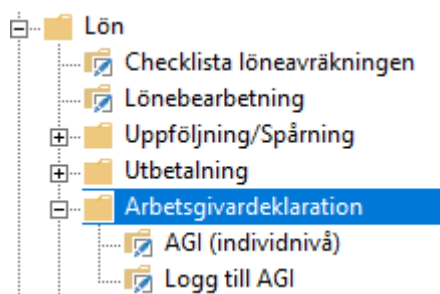 Lön
Checklista löneavräkningen
Lönebearbetning
Uppföljning/Spårning
Utbetalning
Arbetsgivardeklaration
AGI (individnivå)
Logg till AGI